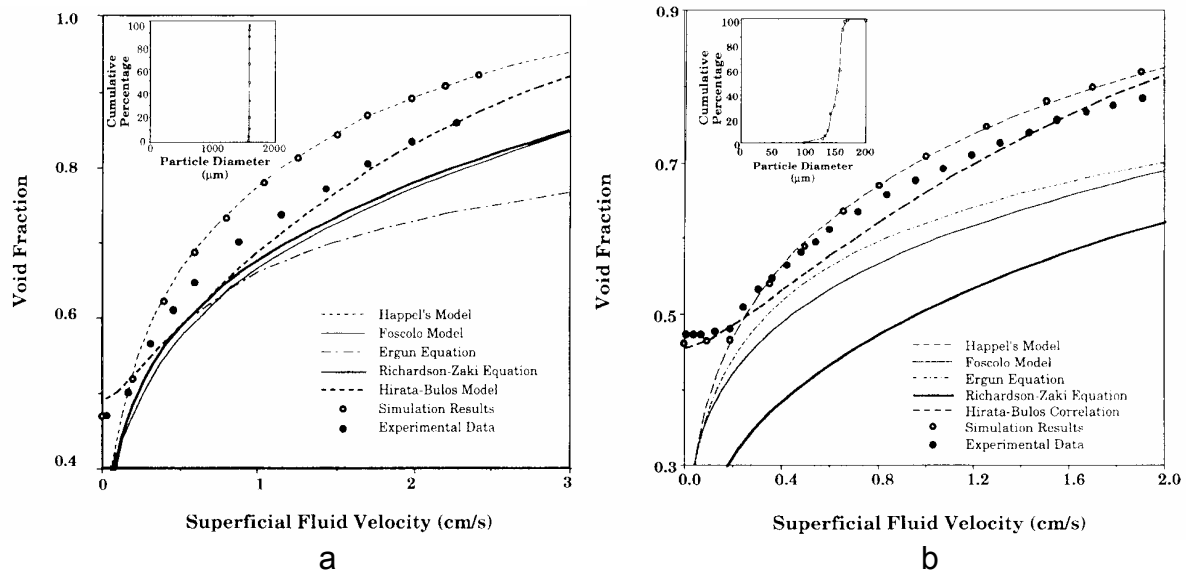 1.0
0.8
0.6
0.4
Void Fraction
100
80
60
40
20
0
Cumulative
Percentage
0
1000
2000
Particle Diameter
(μm)
Happel's Model
Foscolo Model
Ergun Equation
Richardson-Zaki Equation
Hirata-Bulos Model
Simulation Results
Experimental Data
0
1
2
3
Superficial Fluid Velocity (cm/s)
a
0.9
0.7
0.5
0.3
Void Fraction
100
80
60
40
20
0
Cumulative
Percentage
0
50
100
150
200
Particle Diameter
(μm)
Happel's Model
Foscolo Model
Ergun Equation
Richardson-Zaki Equation
Hirata-Bulos Correlation
Simulation Results
Experimental Data
0.0
0.4
0.8
1.2
1.6
2.0
Superficial Fluid Velocity (cm/s)
b